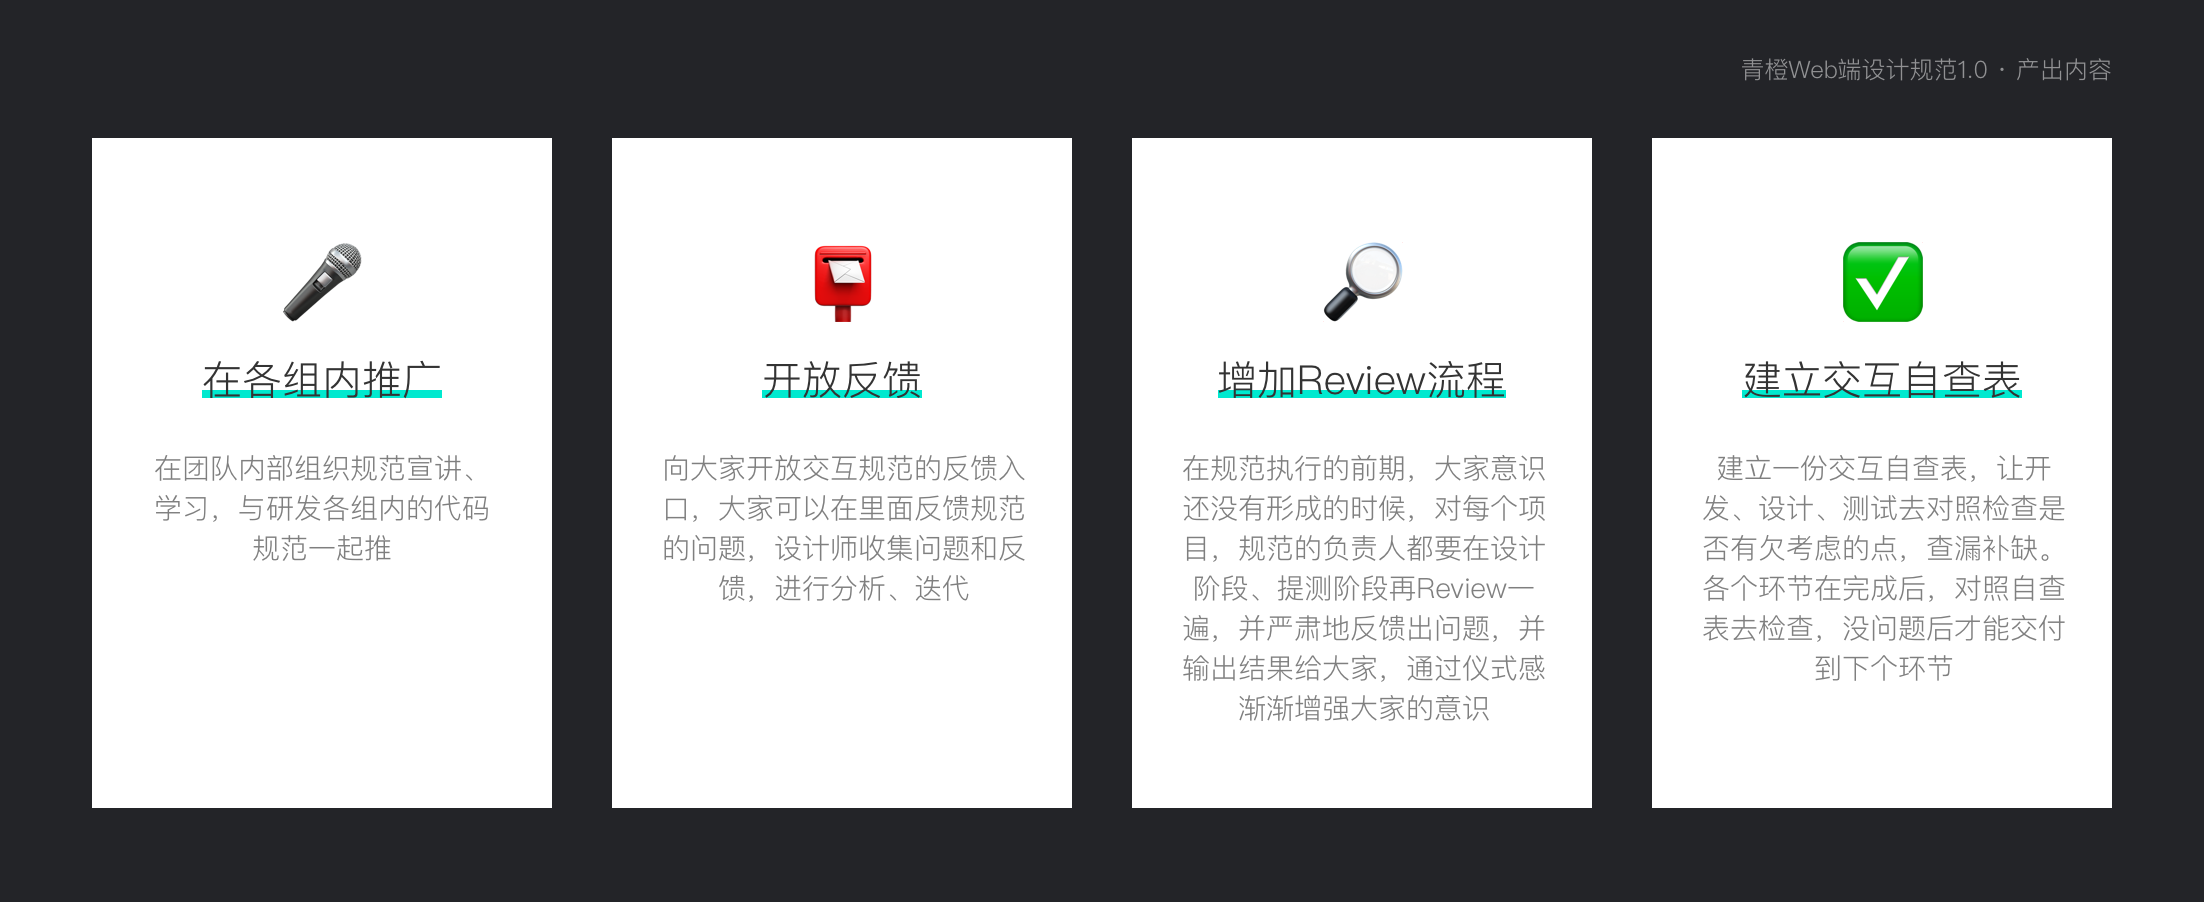 青橙Web端设计规范1.0 · 产出内容
在各组内推广
在团队内部组织规范宣讲、
学习，与研发各组内的代码
规范一起推
开放反馈
向大家开放交互规范的反馈入
口，大家可以在里面反馈规范
的问题，设计师收集问题和反
馈，进行分析、迭代
增加Review流程
在规范执行的前期，大家意识
还没有形成的时候，对每个项
目，规范的负责人都要在设计
阶段、提测阶段再Review一
遍，并严肃地反馈出问题，并
输出结果给大家，通过仪式感
渐渐增强大家的意识
建立交互自查表
建立一份交互自查表，让开
发、设计、测试去对照检查是
否有欠考虑的点，查漏补缺。
各个环节在完成后，对照自查
表去检查，没问题后才能交付
到下个环节